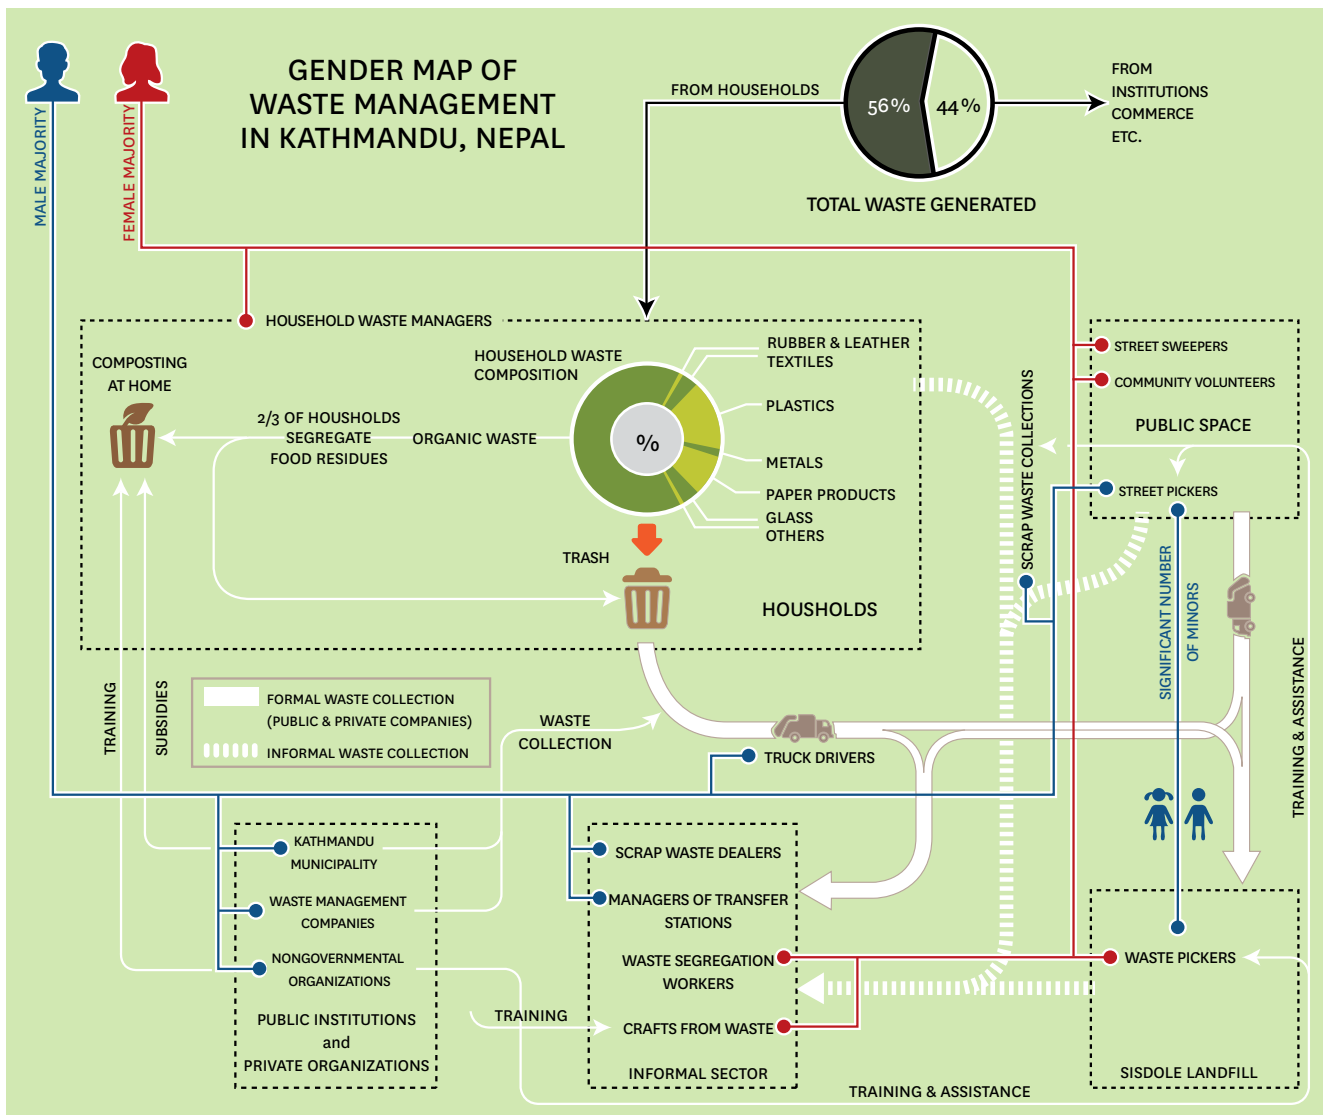 GENDER MAP OF
WASTE MANAGEMENT
IN KATHMANDU, NEPAL
MALE MAJORITY
FEMALE MAJORITY
FROM HOUSEHOLDS
56%
44%
FROM
INSTITUTIONS
COMMERCE
ETC.
TOTAL WASTE GENERATED
HOUSEHOLD WASTE MANAGERS
COMPOSTING
AT HOME
2/3 OF HOUSHOLDS
SEGREGATE
FOOD RESIDUES
ORGANIC WASTE
HOUSEHOLD WASTE
COMPOSITION
%
RUBBER & LEATHER
TEXTILES
PLASTICS
METALS
PAPER PRODUCTS
GLASS
OTHERS
TRASH
HOUSHOLDS
SCRAP WASTE COLLECTIONS
STREET SWEEPERS
COMMUNITY VOLUNTEERS
PUBLIC SPACE
STREET PICKERS
SIGNIFICANT NUMBER
OF MINORS
TRAINING & ASSISTANCE
TRAINING
SUBSIDIES
FORMAL WASTE COLLECTION
(PUBLIC & PRIVATE COMPANIES)
INFORMAL WASTE COLLECTION
WASTE
COLLECTION
TRUCK DRIVERS
KATHMANDU
MUNICIPALITY
WASTE MANAGEMENT
COMPANIES
NONGOVERNMENTAL
ORGANIZATIONS
PUBLIC INSTITUTIONS
and
PRIVATE ORGANIZATIONS
TRAINING
SCRAP WASTE DEALERS
MANAGERS OF TRANSFER
STATIONS
WASTE SEGREGATION
WORKERS
CRAFTS FROM WASTE
INFORMAL SECTOR
WASTE PICKERS
SISDOLE LANDFILL
TRAINING & ASSISTANCE